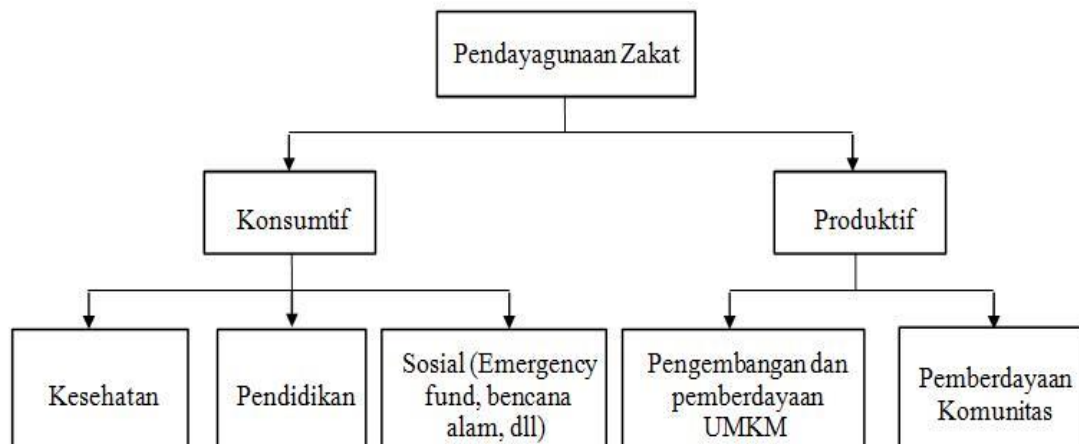 Pendayagunaan Zakat
Konsumtif
Produktif
Kesehatan
Pendidikan
Sosial (Emergency
fund, bencana
alam, dll)
Pengembangan dan
pemberdayaan
UMKM
Pemberdayaan
Komunitas